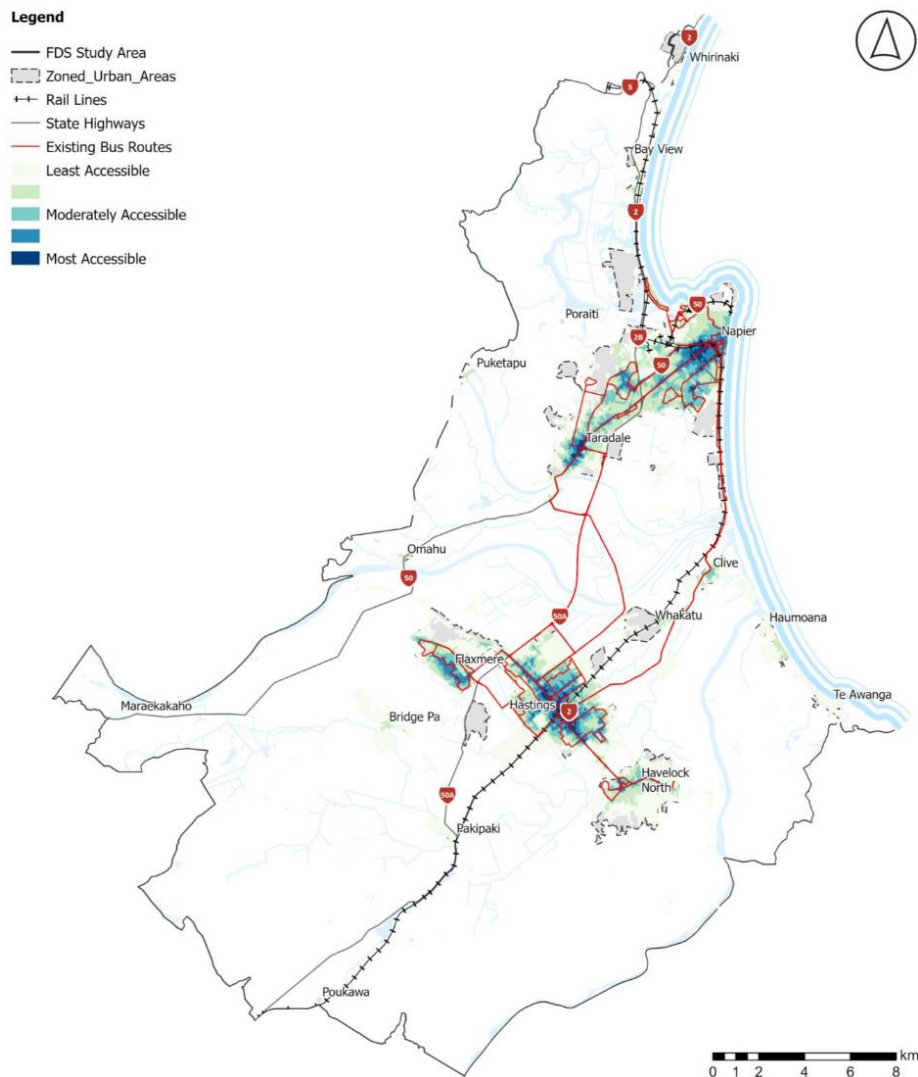 Legend
FDS Study Area
Zoned_Urban_Areas
Rail Lines
State Highways
Existing Bus Routes
Least Accessible
Moderately Accessible
Most Accessible
2
Whirinaki
5
Bay View
2
50
Poraiti
Napier
2B
50
Puketapu
Taradale
Omahu
50
Clive
50A
Whakatu
Haumoana
Flaxmere
Te Awanga
Maraekakaho
Hastings
2
Bridge Pa
Havelock
North
50A
Pakipaki
Poukawa
km
0 1 2 4 6 8